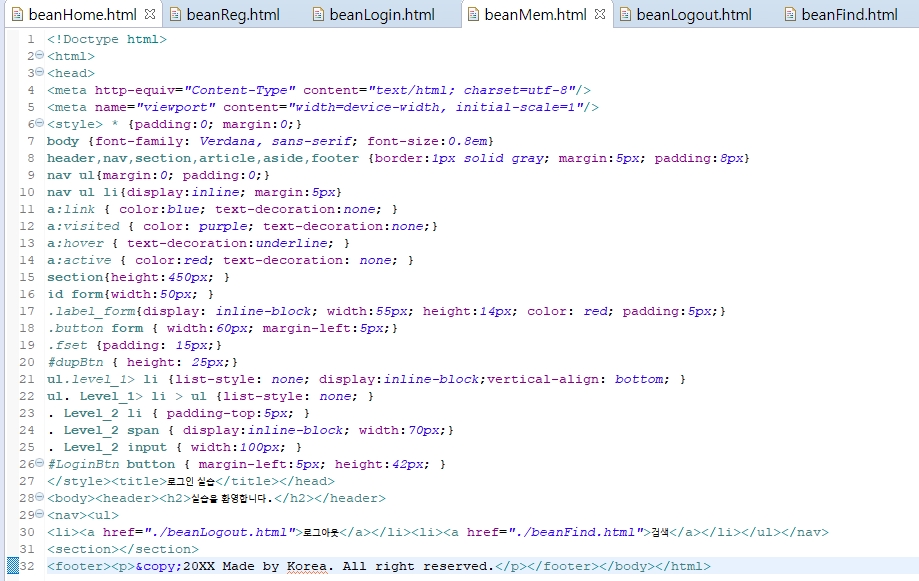 beanHome.html beanReg.html beanLogin.html beanMem.html beanLogout.html beanFind.html
1 <!Doctype html>
2 <html>
3 <head>
4 <meta http-equiv="Content-Type" content="text/html; charset=utf-8"/>
5 <meta name="viewport" content="width=device-width, initial-scale=1"/>
6 <style> * {padding:0; margin:0;}
7 body {font-family: Verdana, sans-serif; font-size:0.8em}
8 header,nav,section,article,aside,footer {border:1px solid gray; margin:5px; padding:8px}
9 nav ul{margin:0; padding:0;}
10 nav ul li{display:inline; margin:5px}
11 a:link { color:blue; text-decoration:none; }
12 a:visited { color: purple; text-decoration:none;}
13 a:hover { text-decoration:underline; }
14 a:active { color:red; text-decoration: none; }
15 section{height:450px; }
16 id form{width:50px; }
17 .label_form{display: inline-block; width:55px; height:14px; color: red; padding:5px;}
18 .button form { width:60px; margin-left:5px;}
19 .fset {padding: 15px;}
20 #dupBtn { height: 25px;}
21 ul.level_1> li {list-style: none; display:inline-block;vertical-align: bottom; }
22 ul. Level_1> li > ul {list-style: none; }
23 . Level_2 li { padding-top:5px; }
24 . Level_2 span { display:inline-block; width:70px;}
25 . Level_2 input { width:100px; }
26 #LoginBtn button { margin-left:5px; height:42px; }
27 </style><title>로그인 실습</title></head>
28 <body><header><h2>실습을 환영합니다.</h2></header>
29 <nav><ul>
30 <li><a href="./beanLogout.html">로그아웃</a></li><li><a href="./beanFind.html">검색</a></li></ul></nav>
31 <section></section>
32 <footer><p>&copy;20XX Made by Korea. All right reserved.</p></footer></body></html>